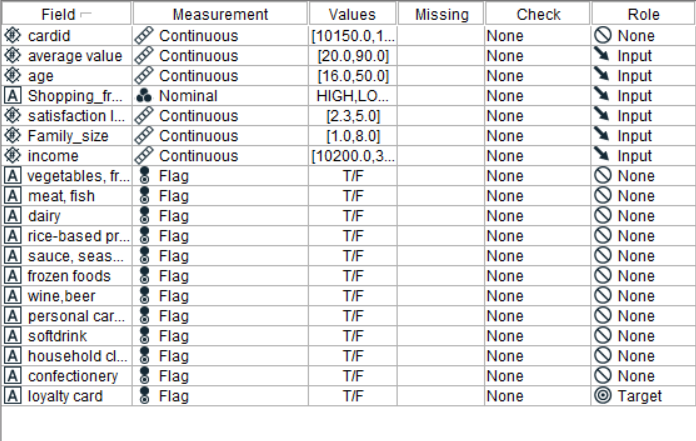 Field Measurement Values Missing Check Role
cardid Continuous [10150.0,1... None None
average value Continuous [20.0,90.0] None Input
age Continuous [16.0,50.0] None Input
A Shopping_fr... Nominal HIGH,LO... None Input
satisfaction l... Continuous [2.3,5.0] None Input
Family_size Continuous [1.0,8.0] None Input
income Continuous [10200.0,3... None Input
A vegetables, fr... Flag T/F None None
A meat, fish Flag T/F None None
A dairy Flag T/F None None
A rice-based pr... Flag T/F None None
A sauce, seas... Flag T/F None None
A frozen foods Flag T/F None None
A wine,beer Flag T/F None None
A personal car... Flag T/F None None
A softdrink Flag T/F None None
A household cl... Flag T/F None None
A confectionery Flag T/F None None
A loyalty card Flag T/F None Target